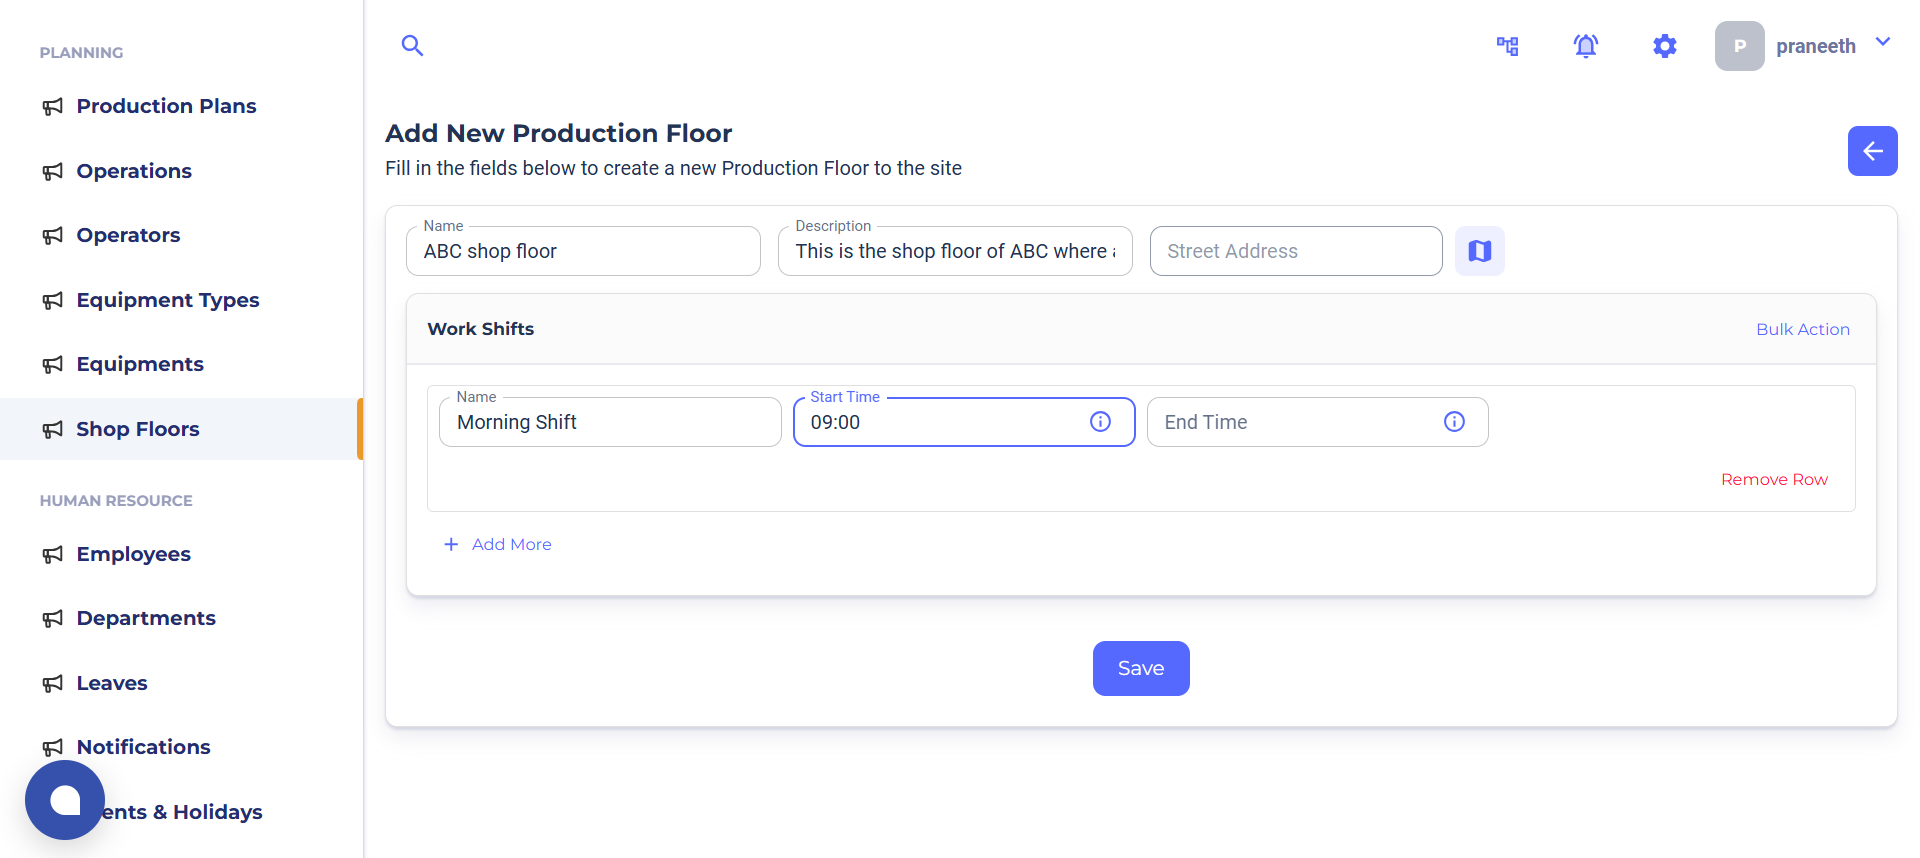 PLANNING
Production Plans
Operations
Operators
Equipment Types
Equipments
Shop Floors
HUMAN RESOURCE
Employees
Departments
Leaves
Notifications
& Holidays
P praneeth
Add New Production Floor
Fill in the fields below to create a new Production Floor to the site
Name
ABC shop floor
Description
This is the shop floor of ABC where
Street Address
Work Shifts
Bulk Action
Name
Morning Shift
Start Time
09:00
End Time
Remove Row
+ Add More
Save